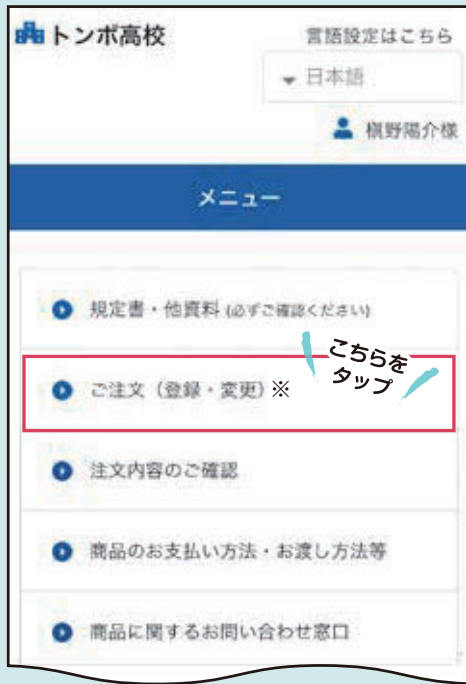 トンボ高校
言語設定はこちら
日本語
槇野陽介様
メニュー
規定書・他資料 (必ずご確認ください)
こちらを
タップ
ご注文（登録・変更）※
注文内容のご確認
商品のお支払い方法・お渡し方法等
商品に関するお問い合わせ窓口